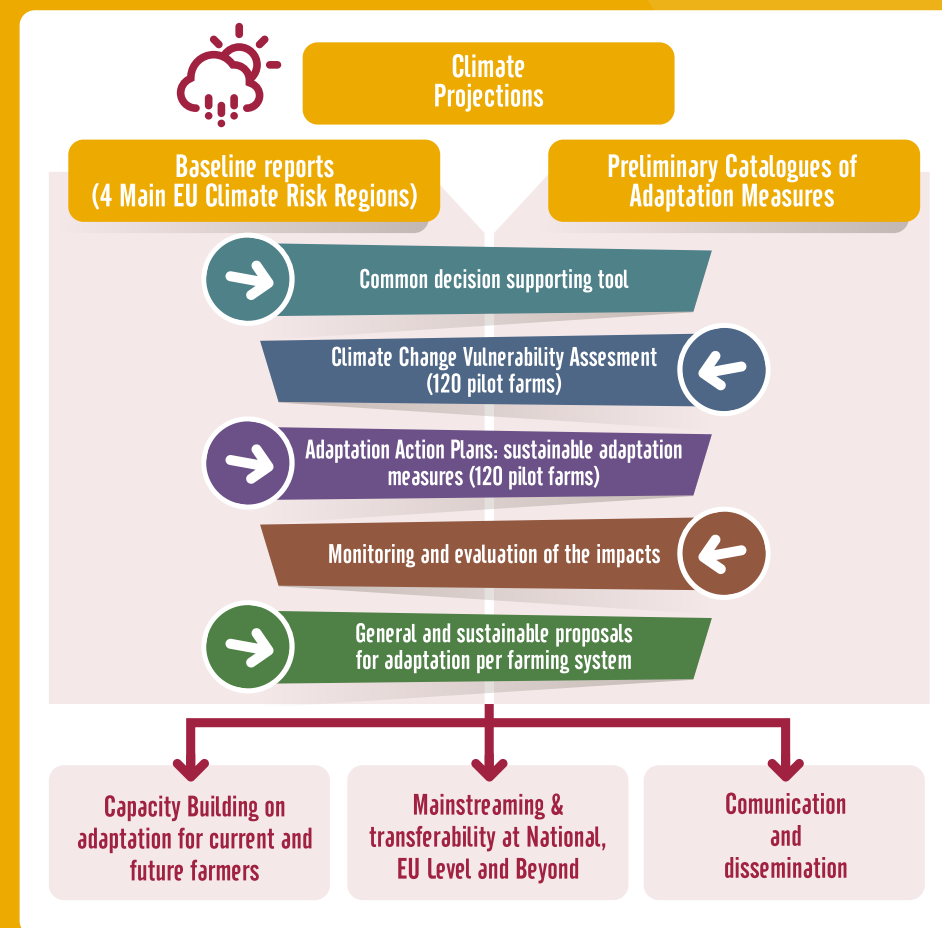 Climate
Projections
Baseline reports
(4 Main EU Climate Risk Regions)
Preliminary Catalogues of
Adaptation Measures
Common decision supporting tool
Climate Change Vulnerability Assesment
(120 pilot farms)
Adaptation Action Plans: sustainable adaptation
measures (120 pilot farms)
Monitoring and evaluation of the impacts
General and sustainable proposals
for adaptation per farming system
Capacity Building on
adaptation for current and
future farmers
Mainstreaming &
transferability at National,
EU Level and Beyond
Comunication
and
dissemination